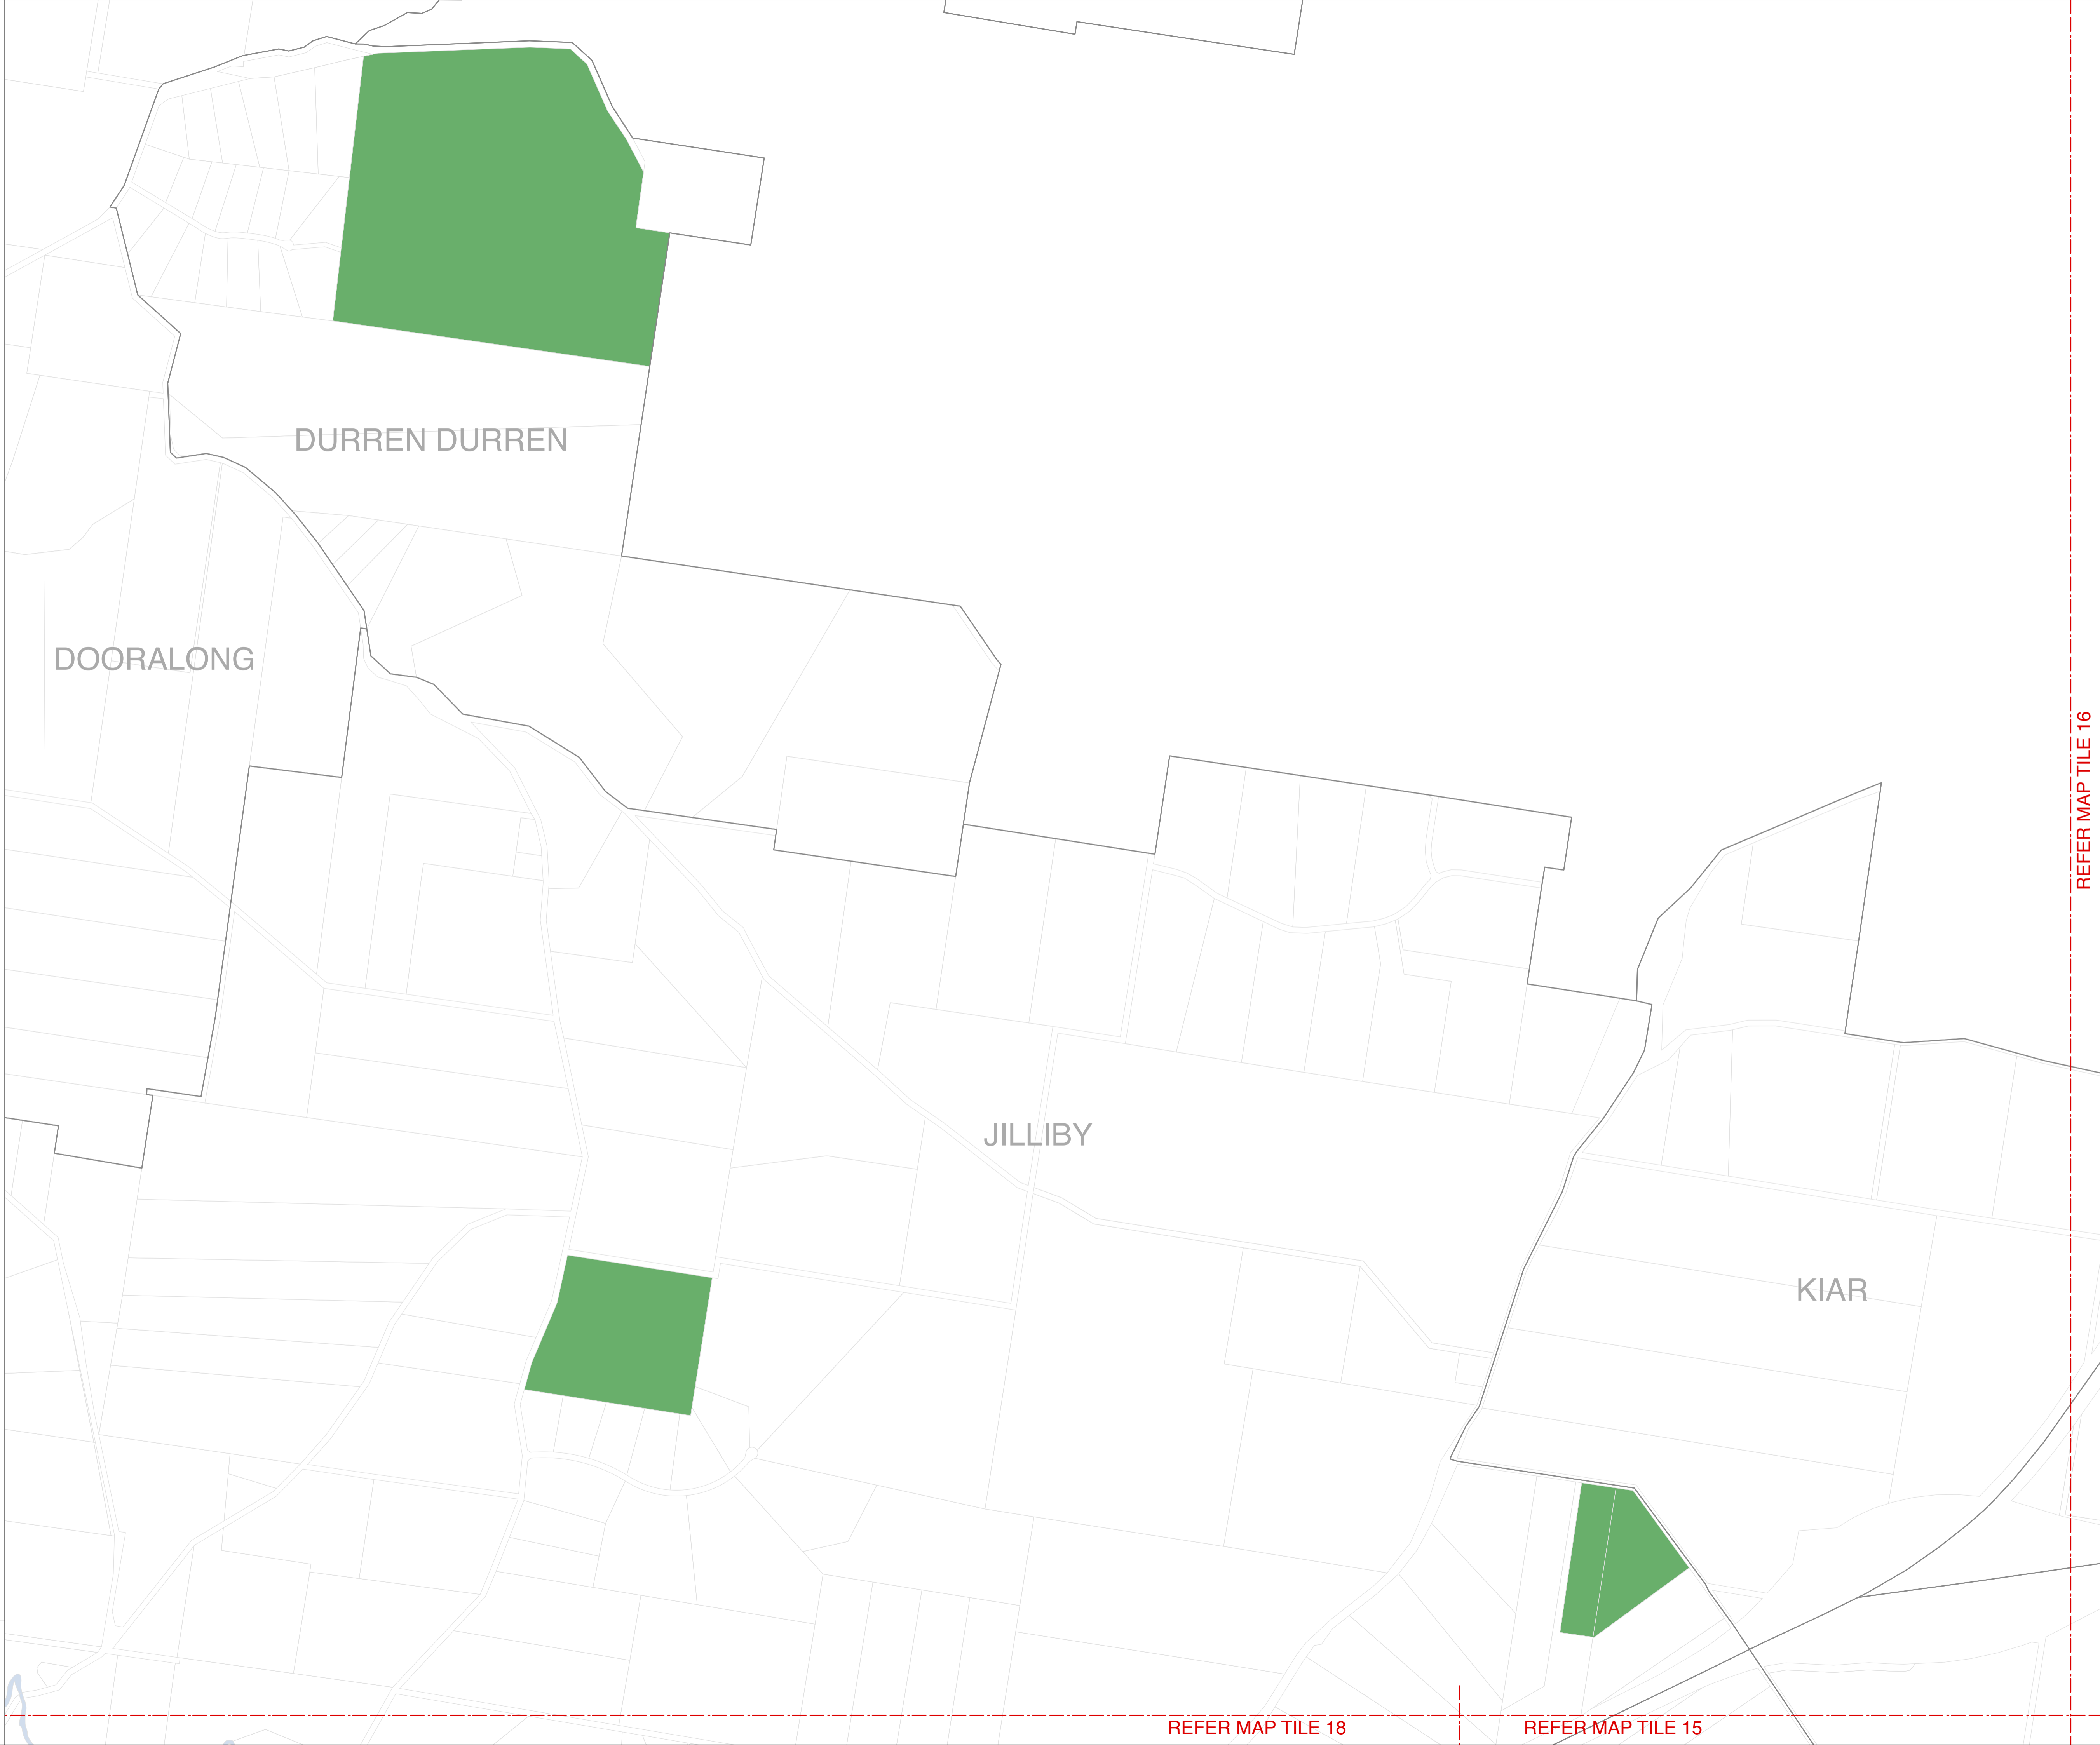 DURREN DURREN
DOORALONG
REFER MAP TILE 16
JILLIBY
KIAR
REFER MAP TILE 18
REFER MAP TILE 15